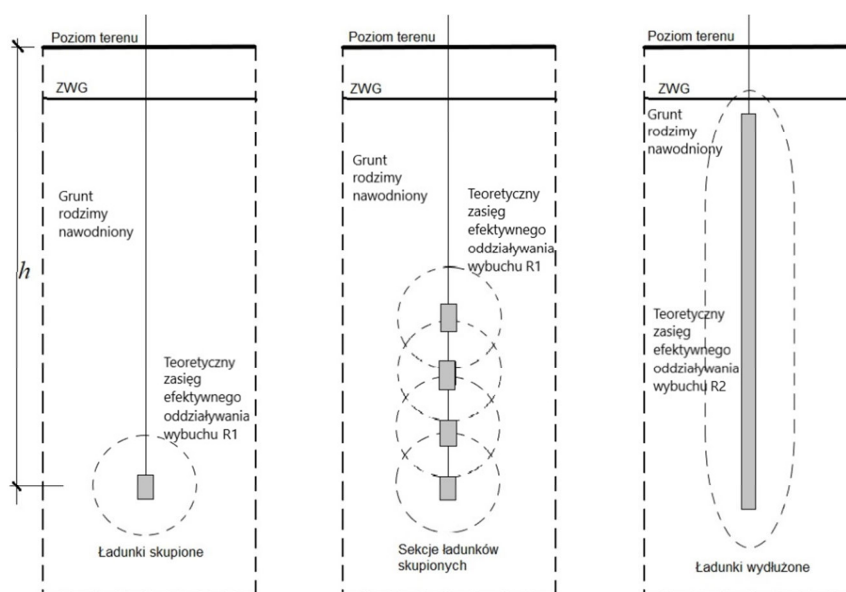 Poziom terenu
ZWG
Grunt
rodzimy
nawodniony
h
Teoretyczny
zasięg
efektywnego
oddziaływania
wybuchu R1
Ładunki skupione
Poziom terenu
ZWG
Grunt
rodzimy
nawodniony
Teoretyczny
zasięg
efektywnego
oddziaływania
wybuchu R1
Sekcje ładunków
skupionych
Poziom terenu
ZWG
Grunt
rodzimy
nawodniony
Teoretyczny
zasięg
efektywnego
oddziaływania
wybuchu R2
Ładunki wydłużone